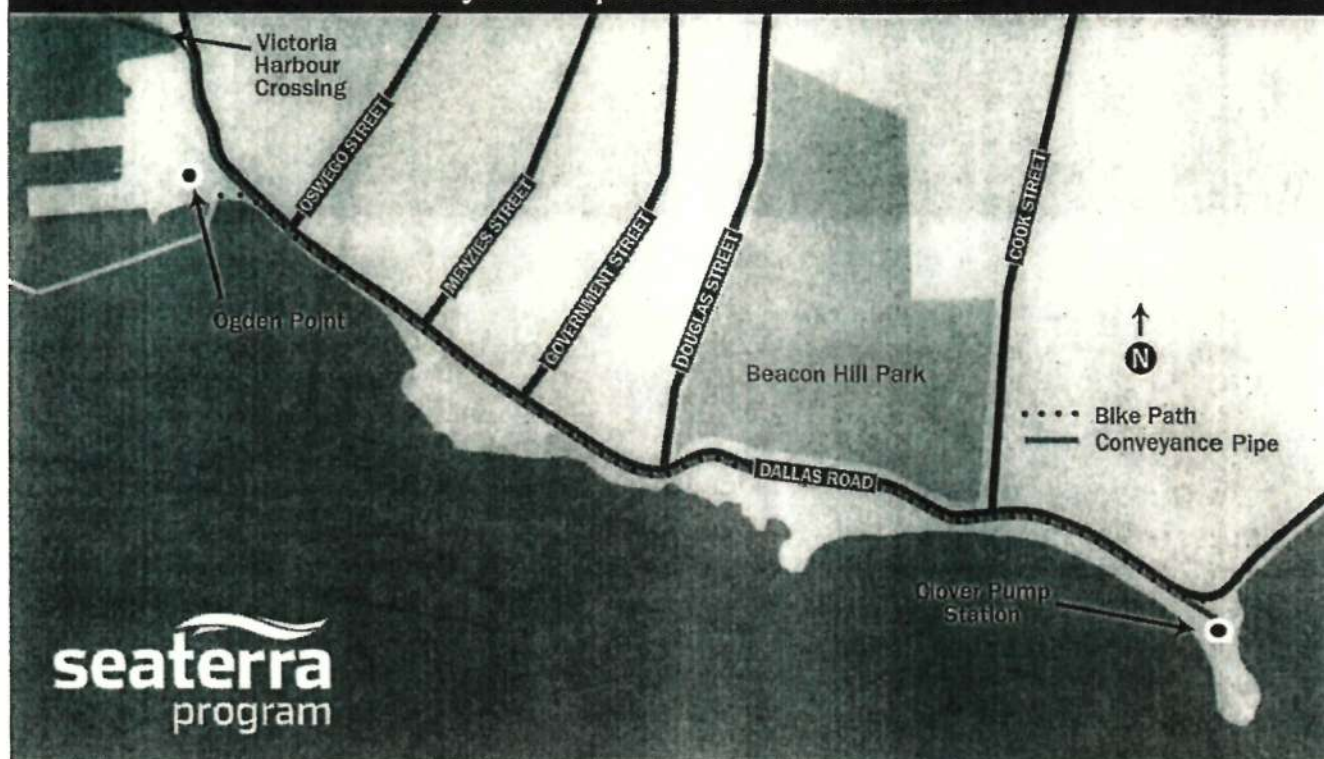 Victoria
Harbour
Crossing
OSWEGO STREET
MENZIES STREET
GOVERNMENT STREET
DOUGLAS STREET
COOK STREET
Ogden Point
Beacon Hill Park
N
Bike Path
Conveyance Pipe
DALLAS ROAD
Clover Pump
Station
seaterra
program